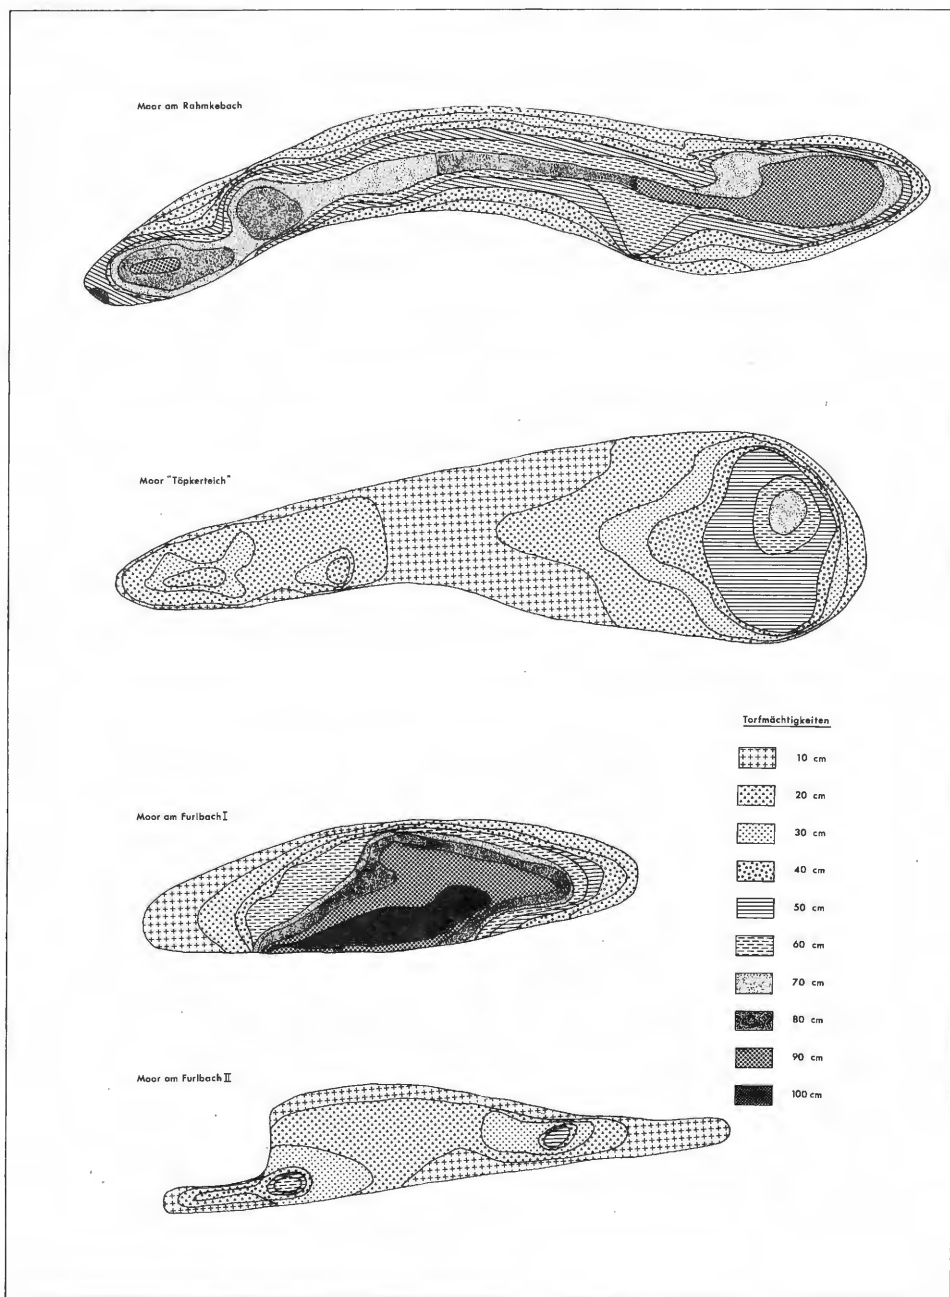 Moor am Rahmkebach
Moor "Töpkerteich"
Torfmächtigkeiten
10 cm
20 cm
30 cm
Moor am Furlbach I
40 cm
50 cm
60 cm
70 cm
80 cm
90 cm
Moor am Furlbach II
100 cm